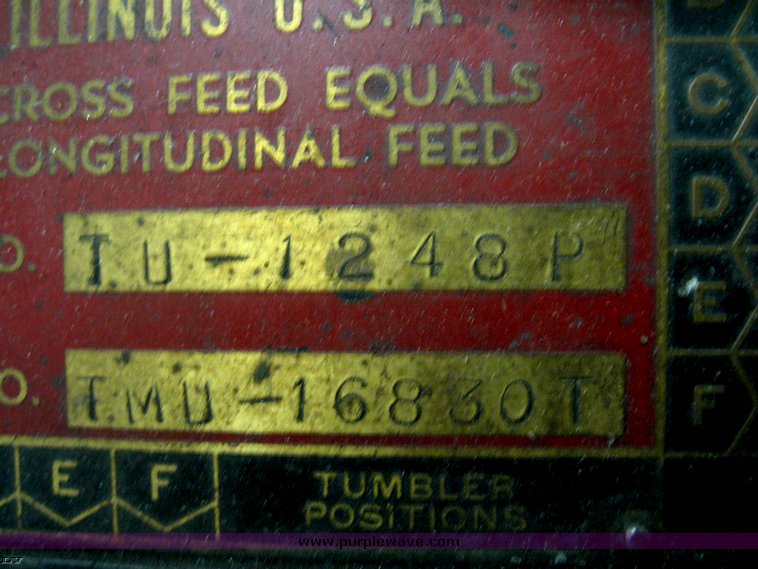 ILLINOIS U.S.A.
CROSS FEED EQUALS
LONGITUDINAL FEED
O. TU-1248P
O. TMU-16830T
C
D
E
F
E F
TUMBLER
POSITIONS
www.purplewave.com